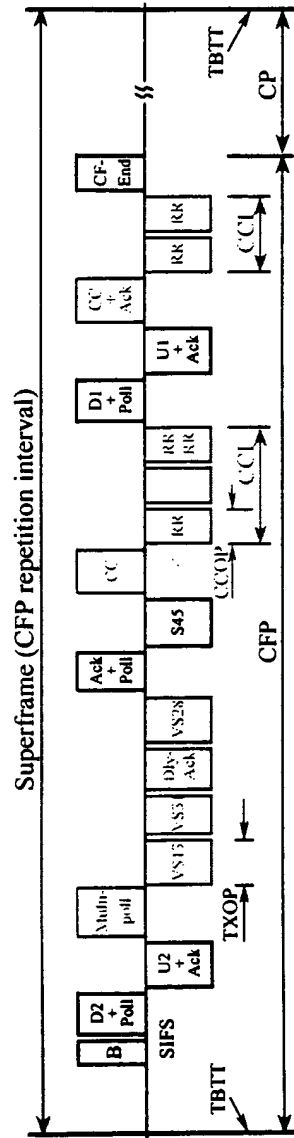 Superframe (CFP repetition interval)
B
D2
+
Poll
Multi-
poll
Ack
+
Poll
CC
D1
+
Poll
CC
+
Ack
CF-
End
SIFS
U2
+
Ack
VS13
VS5
Dly-
Ack
VS28
S45
RR
RR
RR
U1
+
Ack
RR
RR
TBTT
TXOP
CCOP
CCI
CCI
TBTT
CFP
CP